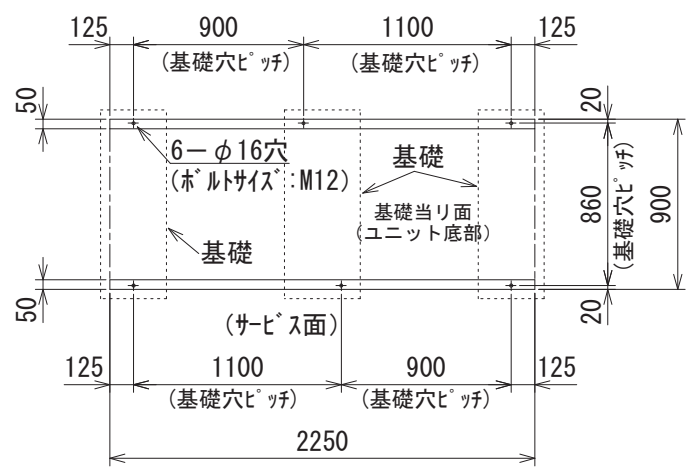 125 900 1100 125
(基礎穴ピッチ) (基礎穴ピッチ)
50
20
6−φ16穴
(ボルトサイズ:M12)
基礎
基礎当り面
(ユニット底部)
基礎
860
(基礎穴ピッチ)
900
50
20
(サービス面)
125 1100 900 125
(基礎穴ピッチ) (基礎穴ピッチ)
2250